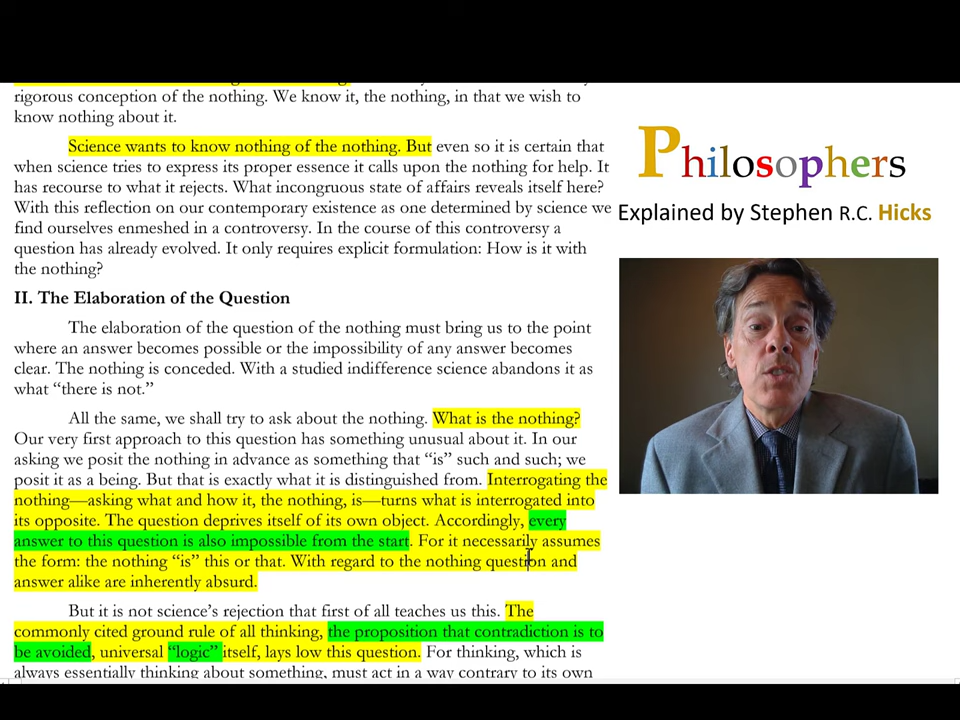 rigorous conception of the nothing. We know it, the nothing, in that we wish to
know nothing about it.
Science wants to know nothing of the nothing. But even so it is certain that
when science tries to express its proper essence it calls upon the nothing for help. It
has recourse to what it rejects. What incongruous state of affairs reveals itself here?
With this reflection on our contemporary existence as one determined by science we
find ourselves enmeshed in a controversy. In the course of this controversy a
question has already evolved. It only requires explicit formulation: How is it with
the nothing?
II. The Elaboration of the Question
The elaboration of the question of the nothing must bring us to the point
where an answer becomes possible or the impossibility of any answer becomes
clear. The nothing is conceded. With a studied indifference science abandons it as
what “there is not.”
All the same, we shall try to ask about the nothing. What is the nothing?
Our very first approach to this question has something unusual about it. In our
asking we posit the nothing in advance as something that “is” such and such; we
posit it as a being. But that is exactly what it is distinguished from. Interrogating the
nothing—asking what and how it, the nothing, is—turns what is interrogated into
its opposite. The question deprives itself of its own object. Accordingly, every
answer to this question is also impossible from the start. For it necessarily assumes
the form: the nothing “is” this or that. With regard to the nothing question and
answer alike are inherently absurd.
But it is not science’s rejection that first of all teaches us this. The
commonly cited ground rule of all thinking, the proposition that contradiction is to
be avoided, universal “logic” itself, lays low this question. For thinking, which is
always essentially thinking about something, must act in a way contrary to its own
Philosophers
Explained by Stephen R.C. Hicks